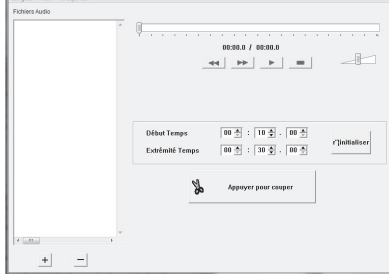 Fichiers Audio
00:00.0 / 00:00.0
Début Temps 00 : 10 . 00
Extrémité Temps 00 : 30 . 00
r'']initialiser
Appuyer pour couper